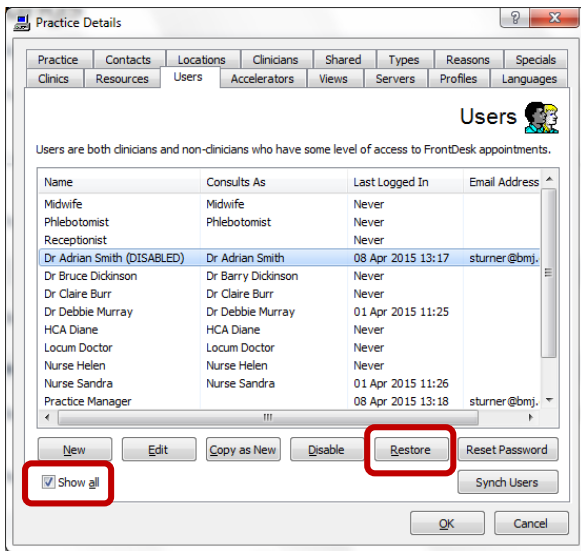 Practice Details
Practice Contacts Locations Clinicians Shared Types Reasons Specials
Clinics Resources Users Accelerators Views Servers Profiles Languages
Users
Users are both clinicians and non-clinicians who have some level of access to FrontDesk appointments.
Name Consults As Last Logged In Email Address
Midwife Midwife Never
Phlebotomist Phlebotomist Never
Receptionist Never
Dr Adrian Smith (DISABLED) Dr Adrian Smith 08 Apr 2015 13:17 sturner@bmj.
Dr Bruce Dickinson Dr Barry Dickinson Never
Dr Claire Burr Dr Claire Burr Never
Dr Debbie Murray Dr Debbie Murray 01 Apr 2015 11:25
HCA Diane HCA Diane Never
Locum Doctor Locum Doctor Never
Nurse Helen Nurse Helen Never
Nurse Sandra Nurse Sandra 01 Apr 2015 11:26
Practice Manager 08 Apr 2015 13:18 sturner@bmj.
New Edit Copy as New Disable Restore Reset Password
Show all Synch Users
OK Cancel